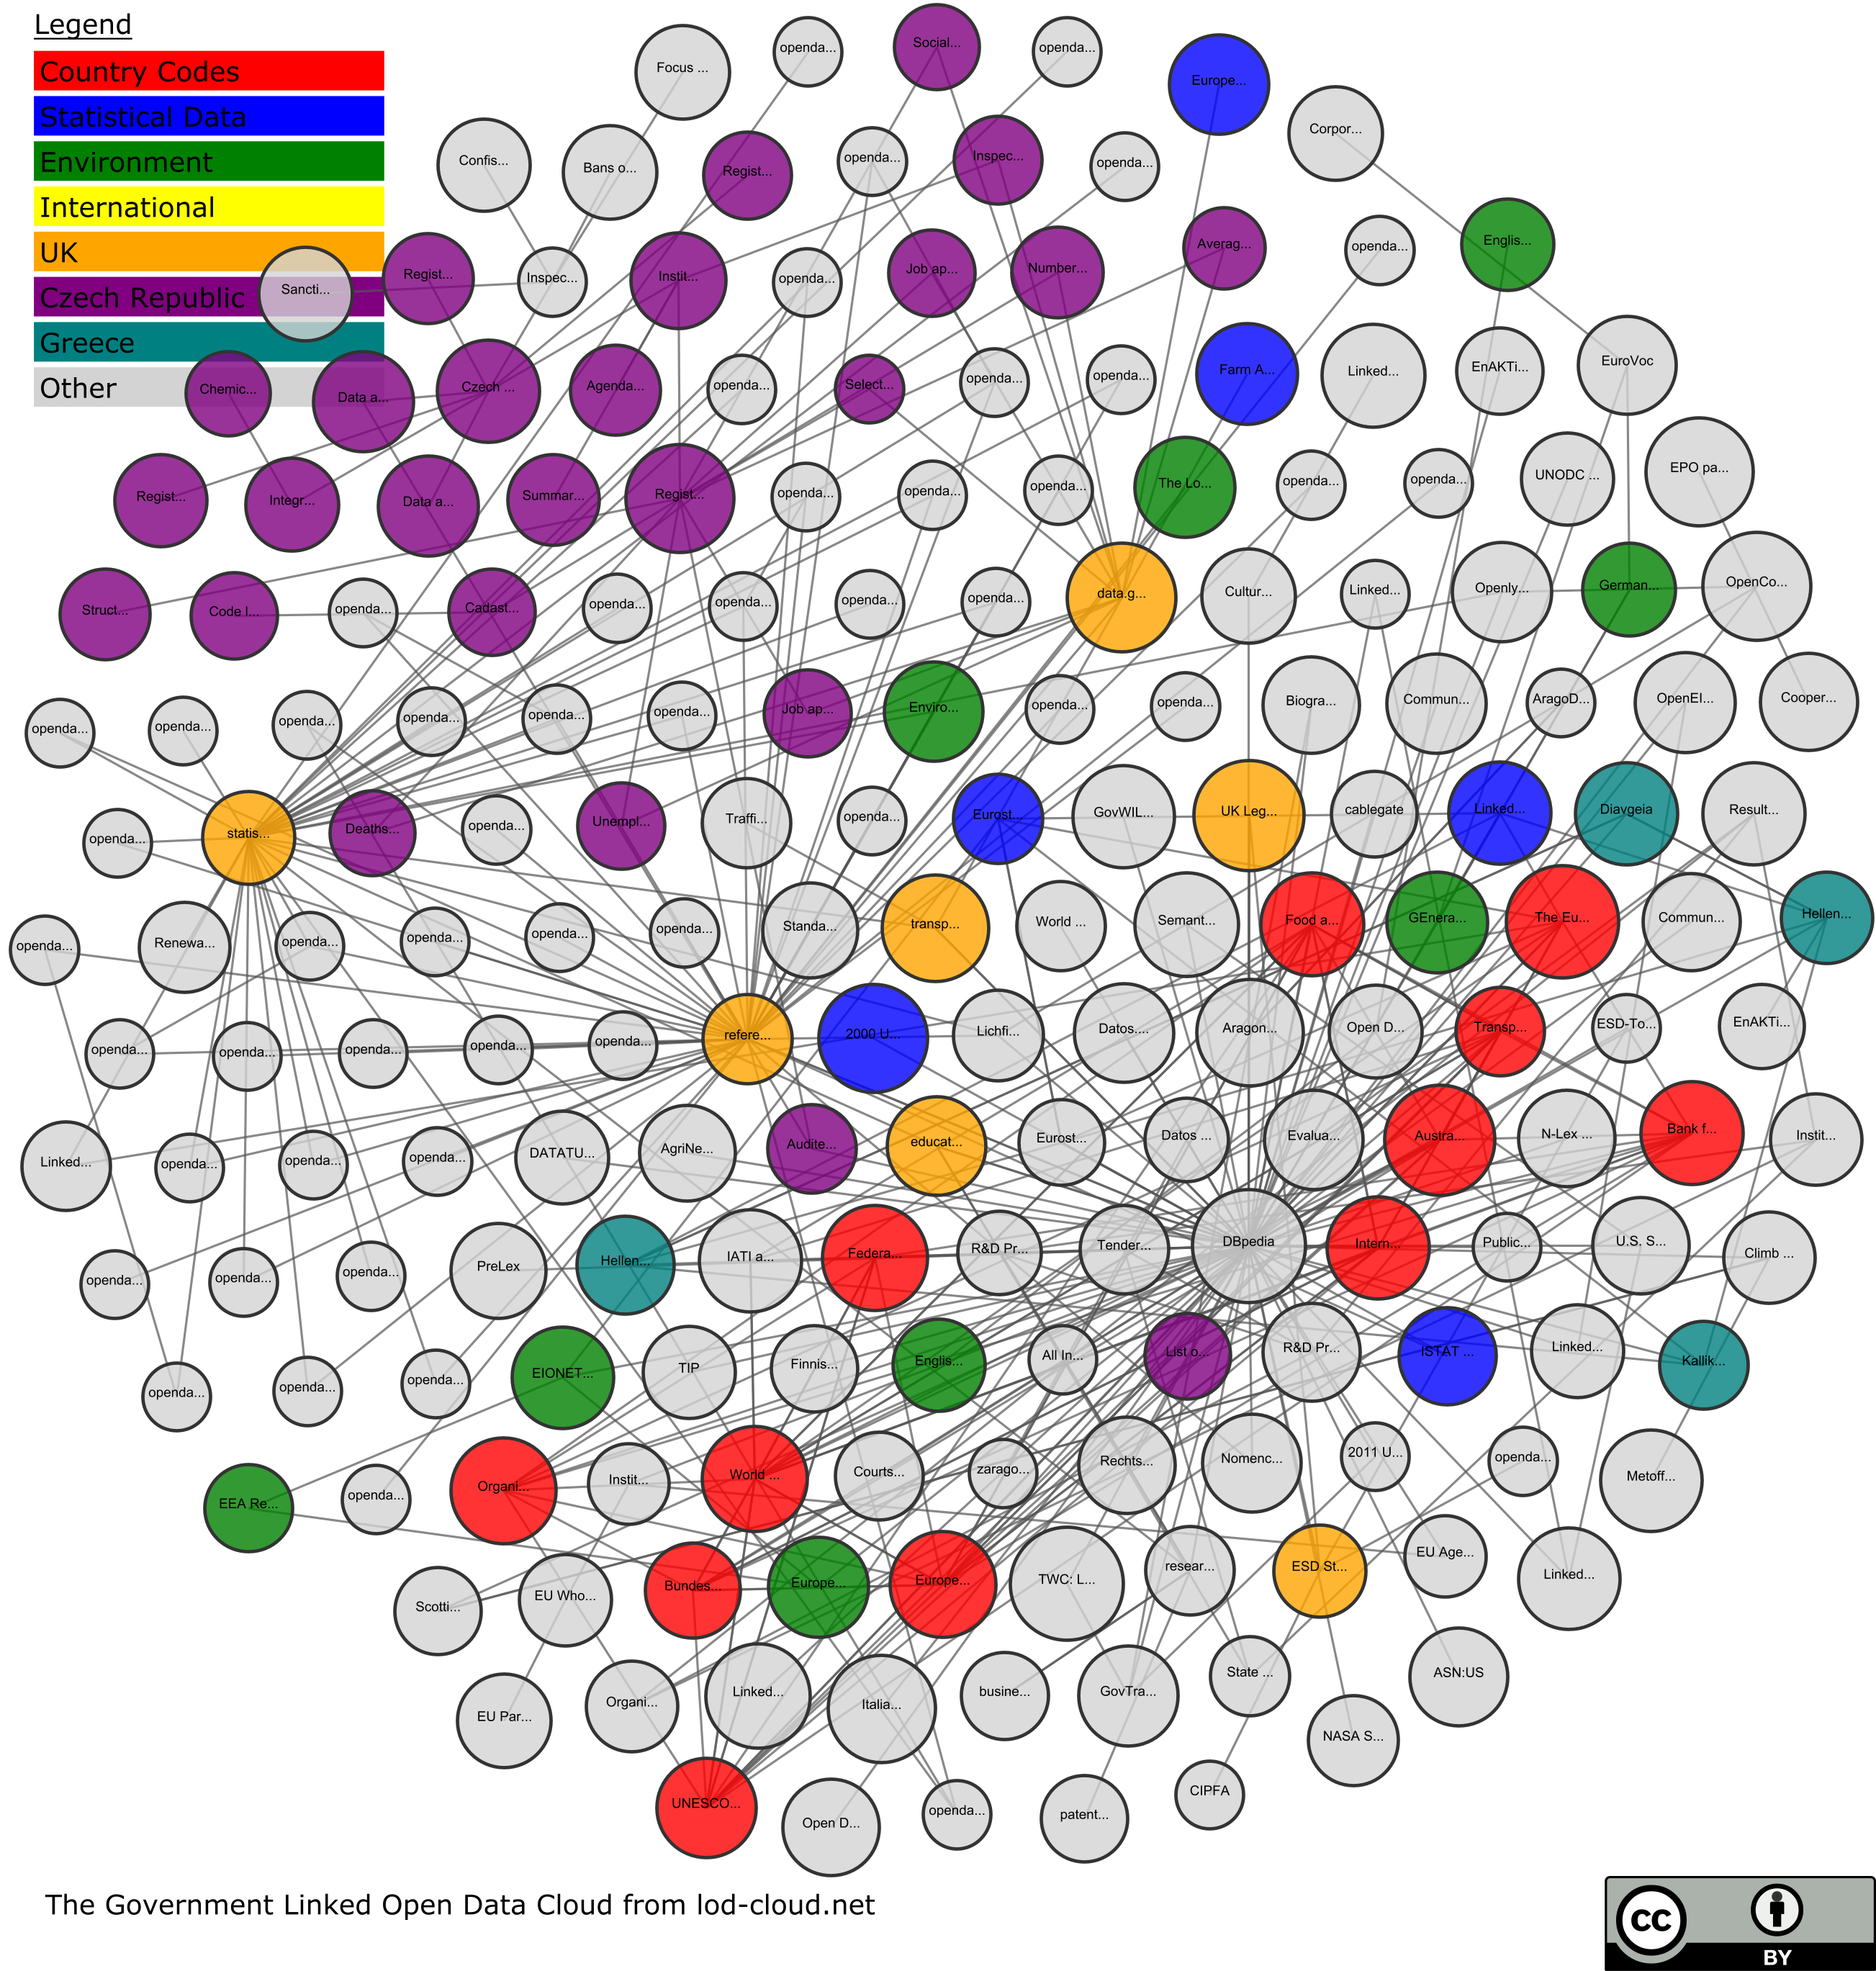 Legend
Country Codes
Statistical Data
Environment
International
UK
Czech Republic
Greece
Other
Focus ...
openda...
Social...
openda...
Europe...
Corpor...
Confis...
Bans o...
Regist...
openda...
Inspec...
openda...
Englis...
Sancti...
Regist...
Inspec...
Instit...
openda...
Job ap...
Number...
Averag...
openda...
Chemic...
Data a...
Czech ...
Agenda...
openda...
Select...
openda...
openda...
Farm A...
Linked...
EnAKTi...
EuroVoc
Regist...
Integr...
Data a...
Summar...
Regist...
openda...
openda...
openda...
The Lo...
openda...
openda...
UNODC ...
EPO pa...
Struct...
Code l...
openda...
Cadast...
openda...
openda...
openda...
openda...
data.g...
Cultur...
Linked...
Openly...
German...
OpenCo...
openda...
openda...
openda...
openda...
openda...
openda...
Job ap...
Enviro...
openda...
openda...
Biogra...
Commun...
AragoD...
OpenEI...
Cooper...
openda...
statis...
Deaths...
openda...
Unempl...
Traffi...
openda...
Eurost...
GovWIL...
UK Leg...
cablegate
Linked...
Diavgeia
Result...
openda...
Renewa...
openda...
openda...
openda...
openda...
Standa...
transp...
World ...
Semant...
Food a...
GEnera...
The Eu...
Commun...
Hellen...
openda...
openda...
openda...
openda...
openda...
refere...
2000 U...
Lichfi...
Datos....
Aragon...
Open D...
Transp...
ESD-To...
EnAKTi...
Linked...
openda...
openda...
openda...
DATATU...
AgriNe...
Audite...
educat...
Eurost...
Datos ...
Evalua...
Austra...
N-Lex ...
Bank f...
Instit...
openda...
openda...
openda...
PreLex
Hellen...
IATI a...
Federa...
R&D Pr...
Tender...
DBpedia
Intern...
Public...
U.S. S...
Climb ...
openda...
openda...
openda...
EIONET...
TIP
Finnis...
Englis...
All In...
List o...
R&D Pr...
ISTAT ...
Linked...
Kallik...
EEA Re...
openda...
Organi...
Instit...
World ...
Courts...
zarago...
Rechts...
Nomenc...
2011 U...
openda...
Metoff...
Scotti...
EU Who...
Bundes...
Europe...
Europe...
TWC: L...
resear...
ESD St...
EU Age...
Linked...
EU Par...
Organi...
Linked...
Italia...
busine...
GovTra...
State ...
NASA S...
ASN:US
UNESCO...
Open D...
openda...
patent...
CIPFA
The Government Linked Open Data Cloud from lod-cloud.net
cc
BY